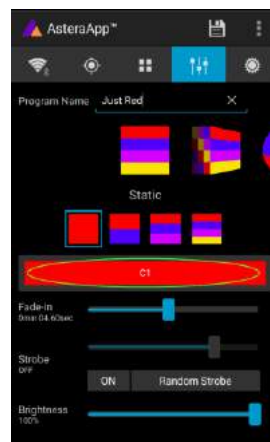 AsteraApp™
2
Program Name Just Red
Static
C1
Fade-in
0min 04.60sec
Strobe
OFF
ON Random Strobe
Brightness
100%